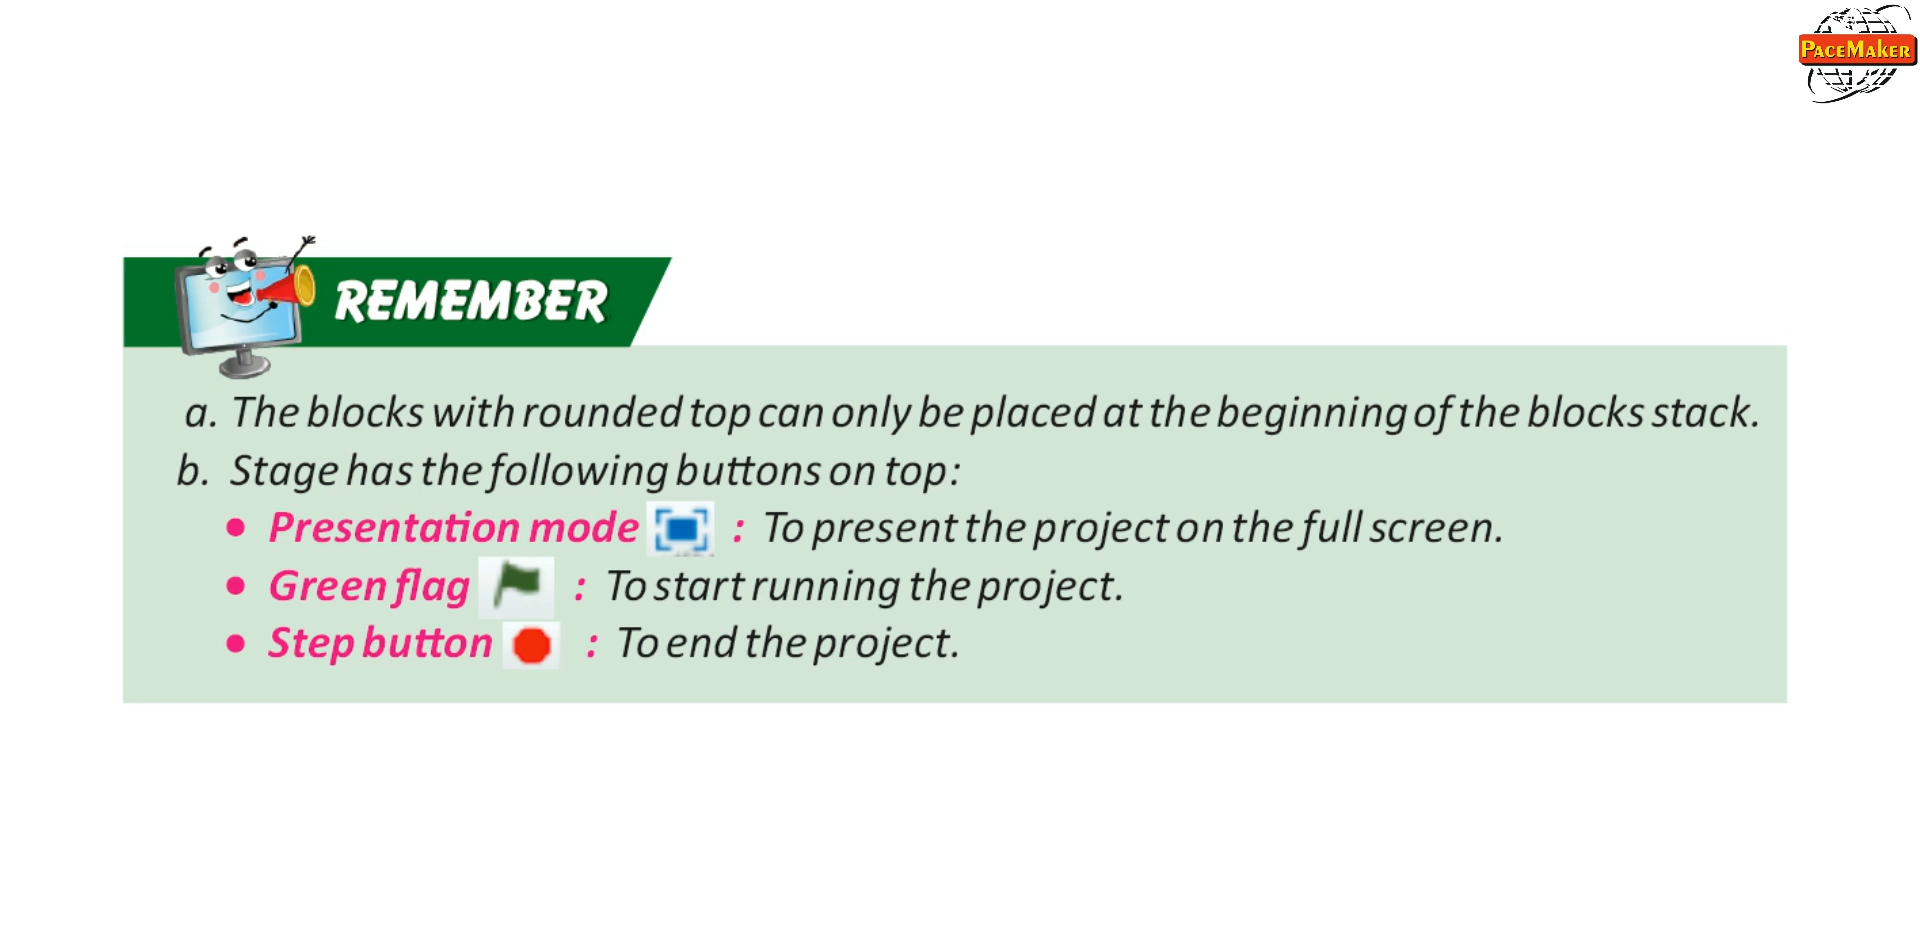 PACEMAKER
REMEMBER
a. The blocks with rounded top can only be placed at the beginning of the blocks stack.
b. Stage has the following buttons on top:
• Presentation mode : To present the project on the full screen.
• Green flag : To start running the project.
• Step button : To end the project.